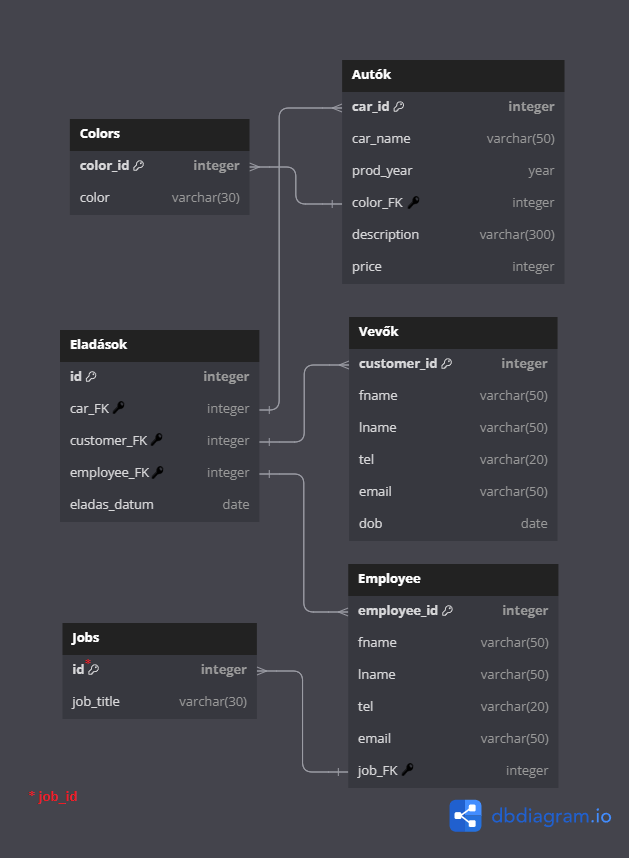 Autók
car_id integer
car_name varchar(50)
prod_year year
color_FK integer
description varchar(300)
price integer
Colors
color_id integer
color varchar(30)
Eladások
id integer
car_FK integer
customer_FK integer
employee_FK integer
eladas_datum date
Vevők
customer_id integer
fname varchar(50)
lname varchar(50)
tel varchar(20)
email varchar(50)
dob date
Employee
employee_id integer
fname varchar(50)
lname varchar(50)
tel varchar(20)
email varchar(50)
job_FK integer
Jobs
id* integer
job_title varchar(30)
* job_id
dbdiagram.io